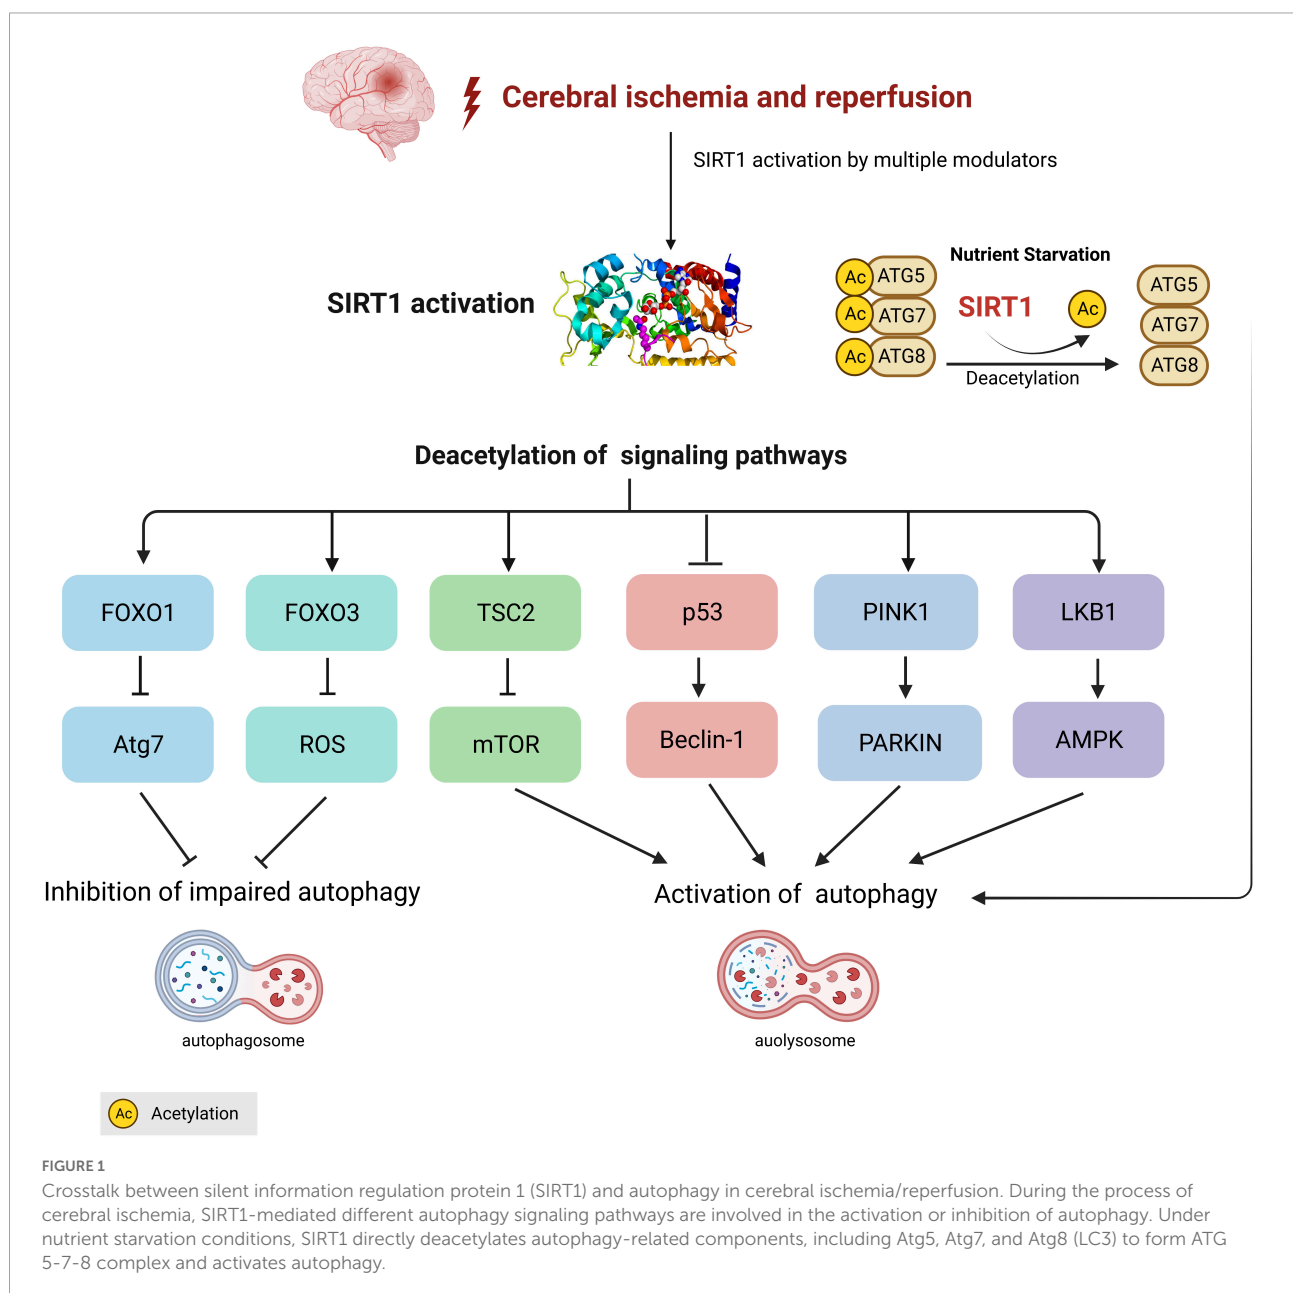 Cerebral ischemia and reperfusion
SIRT1 activation by multiple modulators
SIRT1 activation
Nutrient Starvation
Ac ATG5
Ac ATG7
Ac ATG8
SIRT1
Ac
Deacetylation
ATG5
ATG7
ATG8
Deacetylation of signaling pathways
FOXO1 FOXO3 TSC2 p53 PINK1 LKB1
Atg7 ROS mTOR Beclin-1 PARKIN AMPK
Inhibition of impaired autophagy
Activation of autophagy
autophagosome
auolysosome
Ac Acetylation
FIGURE 1
Crosstalk between silent information regulation protein 1 (SIRT1) and autophagy in cerebral ischemia/reperfusion. During the process of
cerebral ischemia, SIRT1-mediated different autophagy signaling pathways are involved in the activation or inhibition of autophagy. Under
nutrient starvation conditions, SIRT1 directly deacetylates autophagy-related components, including Atg5, Atg7, and Atg8 (LC3) to form ATG
5-7-8 complex and activates autophagy.